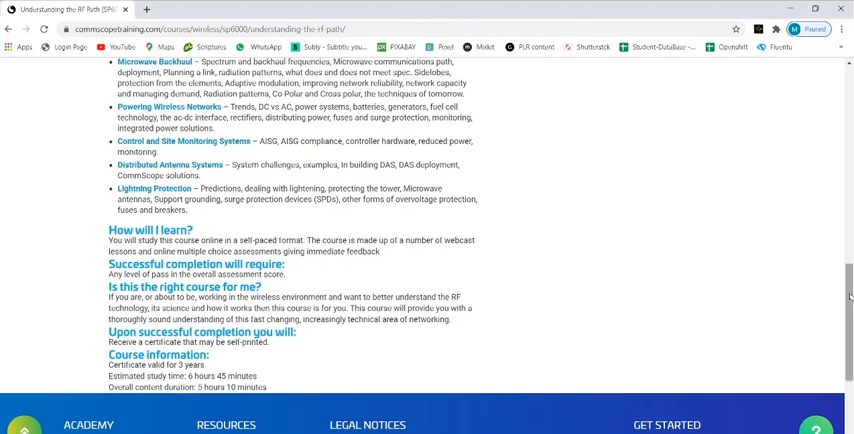 Understanding the RF Path [SP60
commscopetraining.com/courses/wireless/sp6000/understanding-the-rf-path/
M Paused
Apps Login Page YouTube Maps Scriptures WhatsApp Subly - Subtitle your... PIXABAY Pexel Mixkit PLR content Shutterstck Student-DataBase -... Openshift Fluentu
Microwave Backhaul – Spectrum and backhaul frequencies, Microwave communications path,
deployment, Planning a link, radiation patterns, what does and does not meet spec. Sidelobes,
protection from the elements, Adaptive modulation, improving network reliability, network capacity
and managing demand, Radiation patterns, Co Polar and Cross polar, the techniques of tomorrow.
Powering Wireless Networks – Trends, DC vs AC, power systems, batteries, generators, fuel cell
technology, the ac-dc interface, rectifiers, distributing power, fuses and surge protection, monitoring,
integrated power solutions.
Control and Site Monitoring Systems – AISG, AISG compliance, controller hardware, reduced power,
monitoring.
Distributed Antenna Systems – System challenges, examples, In building DAS, DAS deployment,
CommScope solutions.
Lightning Protection – Predictions, dealing with lightening, protecting the tower, Microwave
antennas, Support grounding, surge protection devices (SPDs), other forms of overvoltage protection,
fuses and breakers.
How will I learn?
You will study this course online in a self-paced format. The course is made up of a number of webcast
lessons and online multiple choice assessments giving immediate feedback
Successful completion will require:
Any level of pass in the overall assessment score.
Is this the right course for me?
If you are, or about to be, working in the wireless environment and want to better understand the RF
technology, its science and how it works then this course is for you. This course will provide you with a
thoroughly sound understanding of this fast changing, increasingly technical area of networking.
Upon successful completion you will:
Receive a certificate that may be self-printed.
Course information:
Certificate valid for 3 years
Estimated study time: 6 hours 45 minutes
Overall content duration: 5 hours 10 minutes
ACADEMY RESOURCES LEGAL NOTICES GET STARTED
?